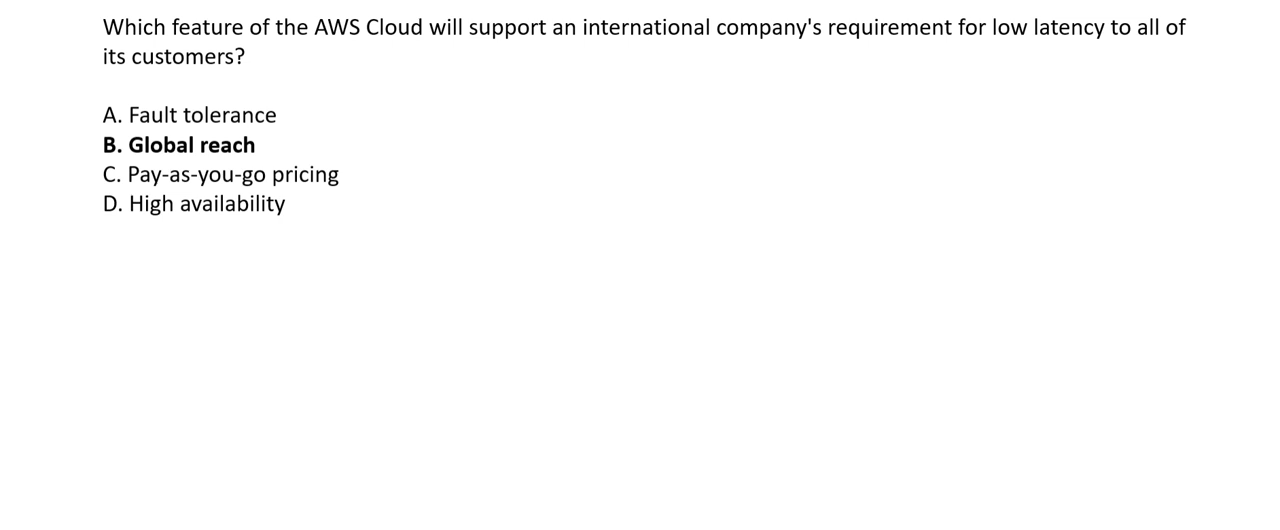 Which feature of the AWS Cloud will support an international company's requirement for low latency to all of
its customers?
A. Fault tolerance
B. Global reach
C. Pay-as-you-go pricing
D. High availability